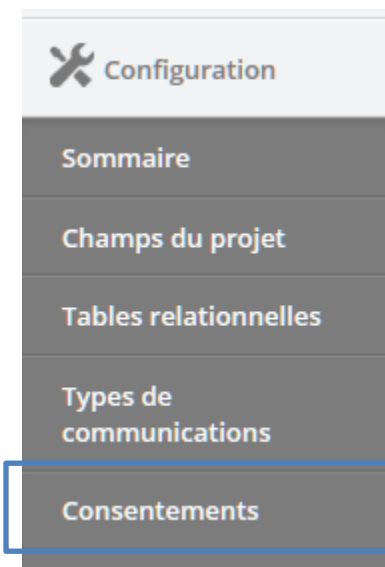 Configuration
Sommaire
Champs du projet
Tables relationnelles
Types de
communications
Consentements